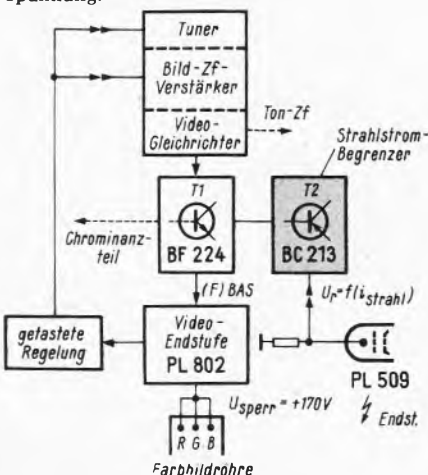 spannung.
Tuner
Bild-Zf-
Verstärker
Video-
Gleichrichter
Ton-Zf
Strahlstrom-
Begrenzer
T1
BF 224
T2
BC 213
Chrominanz-
teil
(F) BAS
Ur = f(i strahl)
getastete
Regelung
Video-
Endstufe
PL 802
PL 509
Endst.
Usperr = +170V
R G B
Farbbildröhre